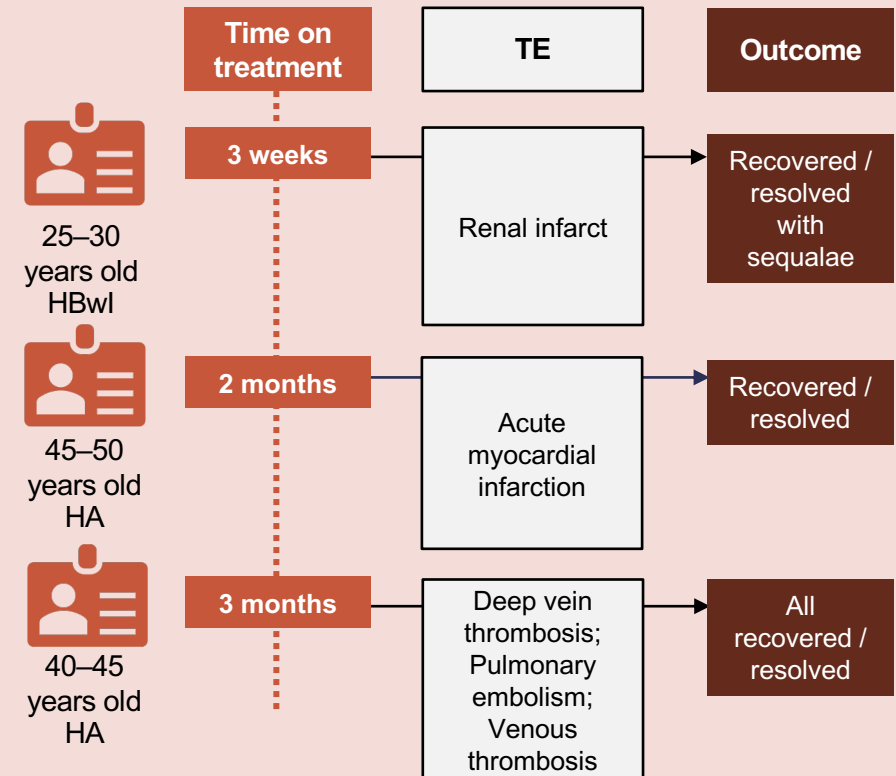 Time on
treatment
TE
Outcome
25–30
years old
HBwI
3 weeks
Renal infarct
Recovered /
resolved
with
sequalae
45–50
years old
HA
2 months
Acute
myocardial
infarction
Recovered /
resolved
40–45
years old
HA
3 months
Deep vein
thrombosis;
Pulmonary
embolism;
Venous
thrombosis
All
recovered /
resolved